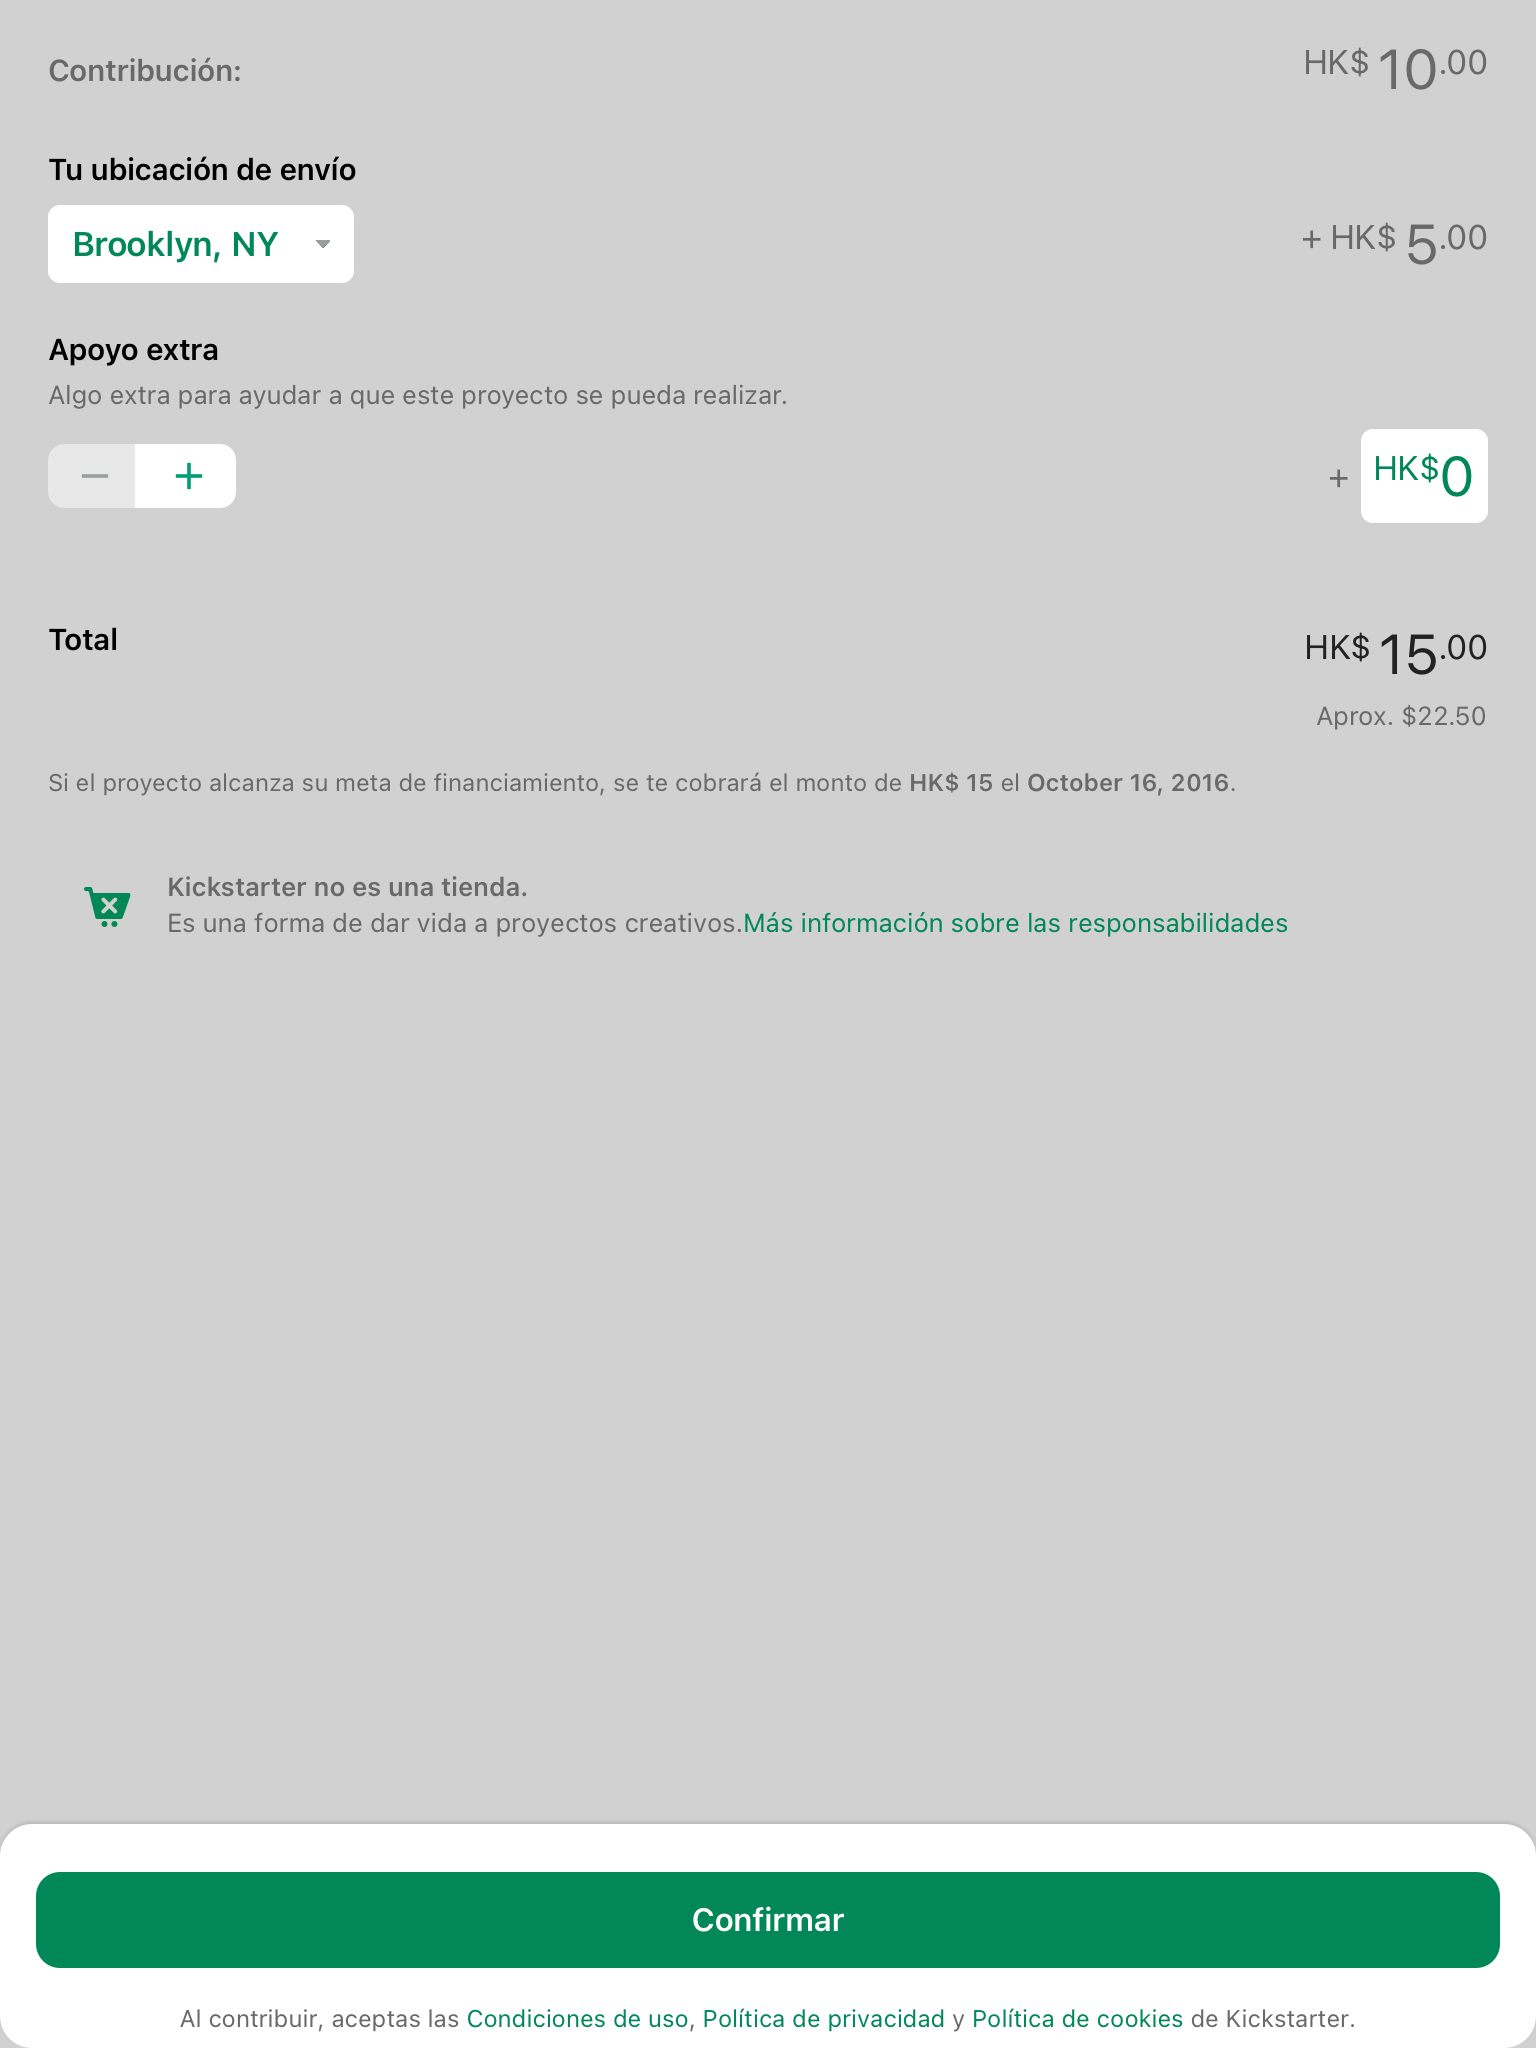 Contribución: HK$ 10.00
Tu ubicación de envío
Brooklyn, NY + HK$ 5.00
Apoyo extra
Algo extra para ayudar a que este proyecto se pueda realizar.
− + + HK$0
Total HK$ 15.00
Aprox. $22.50
Si el proyecto alcanza su meta de financiamiento, se te cobrará el monto de HK$ 15 el October 16, 2016.
Kickstarter no es una tienda.
Es una forma de dar vida a proyectos creativos.Más información sobre las responsabilidades
Confirmar
Al contribuir, aceptas las Condiciones de uso, Política de privacidad y Política de cookies de Kickstarter.